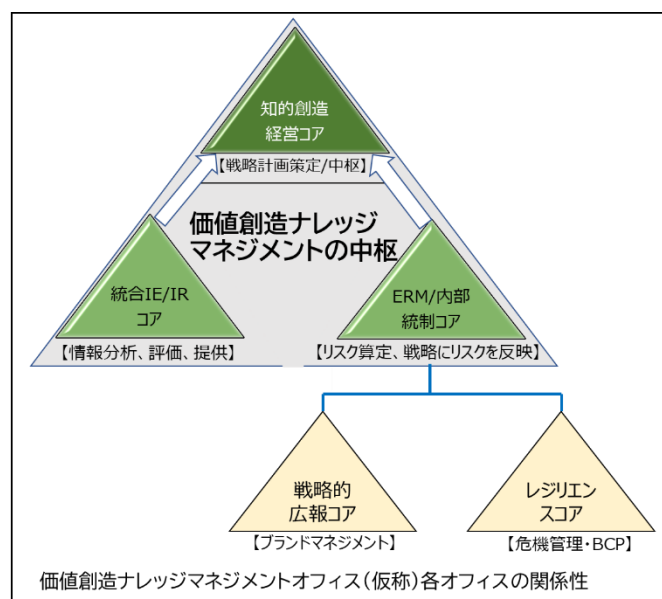 知的創造
経営コア
【戦略計画策定/中枢】
価値創造ナレッジ
マネジメントの中枢
統合IE/IR
コア
【情報分析、評価、提供】
ERM/内部
統制コア
【リスク算定、戦略にリスクを反映】
戦略的
広報コア
【ブランドマネジメント】
レジリエン
スコア
【危機管理・BCP】
価値創造ナレッジマネジメントオフィス(仮称)各オフィスの関係性